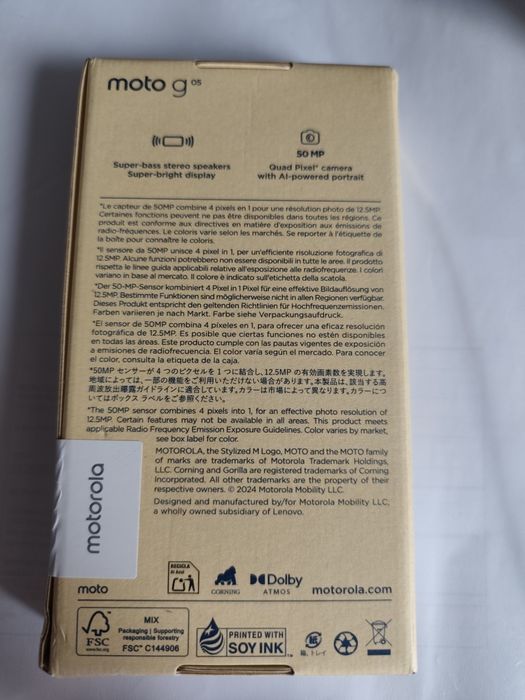 moto g 05
Super-bass stereo speakers
Super-bright display
50 MP
Quad Pixel* camera
with AI-powered portrait
*Le capteur de 50MP combine 4 pixels en 1 pour une résolution photo de 12.5MP.
Certaines fonctions peuvent ne pas être disponibles dans toutes les régions. Ce
produit est conforme aux directives en matière d'exposition aux émissions de
radio-fréquences. Le coloris varie selon les marchés. Se reporter à l'étiquette de
la boîte pour connaître le coloris.
*Il sensore da 50MP unisce 4 pixel in 1, per un'efficiente risoluzione fotografica di
12.5MP. Alcune funzioni potrebbero non essere disponibili in tutte le aree. Il prodotto
rispetta le linee guida applicabili relative all'esposizione alle radiofrequenze. I colori
variano in base al mercato. Il colore è indicato sull'etichetta della scatola.
*Der 50-MP-Sensor kombiniert 4 Pixel in 1 Pixel für eine effektive Bildauflösung von
12.5MP. Bestimmte Funktionen sind möglicherweise nicht in allen Regionen verfügbar.
Dieses Produkt entspricht den geltenden Richtlinien für Hochfrequenzemissionen.
Farben variieren je nach Markt. Farbe siehe Verpackungsaufdruck.
*El sensor de 50MP combina 4 pixeles en 1, para ofrecer una eficaz resolución
fotográfica de 12.5MP. Es posible que ciertas funciones no estén disponibles
en todas las áreas. Este producto cumple con las pautas vigentes de exposición
a emisiones de radiofrecuencia. El color varía según el mercado. Para conocer
el color, consulta la etiqueta de la caja.
*50MP センサーが 4 つのピクセルを 1 つに結合し、12.5MP の有効画素数を実現します。
地域によっては、一部の機能をご利用いただけない場合があります。本製品は、該当する高
周波放出曝露ガイドラインに適合しています。カラーは市場によって異なります。カラーにつ
いてはボックス ラベルをご参照ください。
*The 50MP sensor combines 4 pixels into 1, for an effective photo resolution of
12.5MP. Certain features may not be available in all areas. This product meets
applicable Radio Frequency Emission Exposure Guidelines. Color varies by market,
see box label for color.
MOTOROLA, the Stylized M Logo, MOTO and the MOTO family
of marks are trademarks of Motorola Trademark Holdings,
LLC. Corning and Gorilla are registered trademarks of Corning
Incorporated. All other trademarks are the property of their
respective owners. © 2024 Motorola Mobility LLC.
Designed and manufactured by/for Motorola Mobility LLC,
a wholly owned subsidiary of Lenovo.
motorola
moto
RECICLA
Al Azul
CORNING
Dolby
ATMOS
motorola.com
FSC
www.fsc.org
MIX
Packaging | Supporting
responsible forestry
FSC® C144906
PRINTED WITH
SOY INK™
紙
箱、トレイ